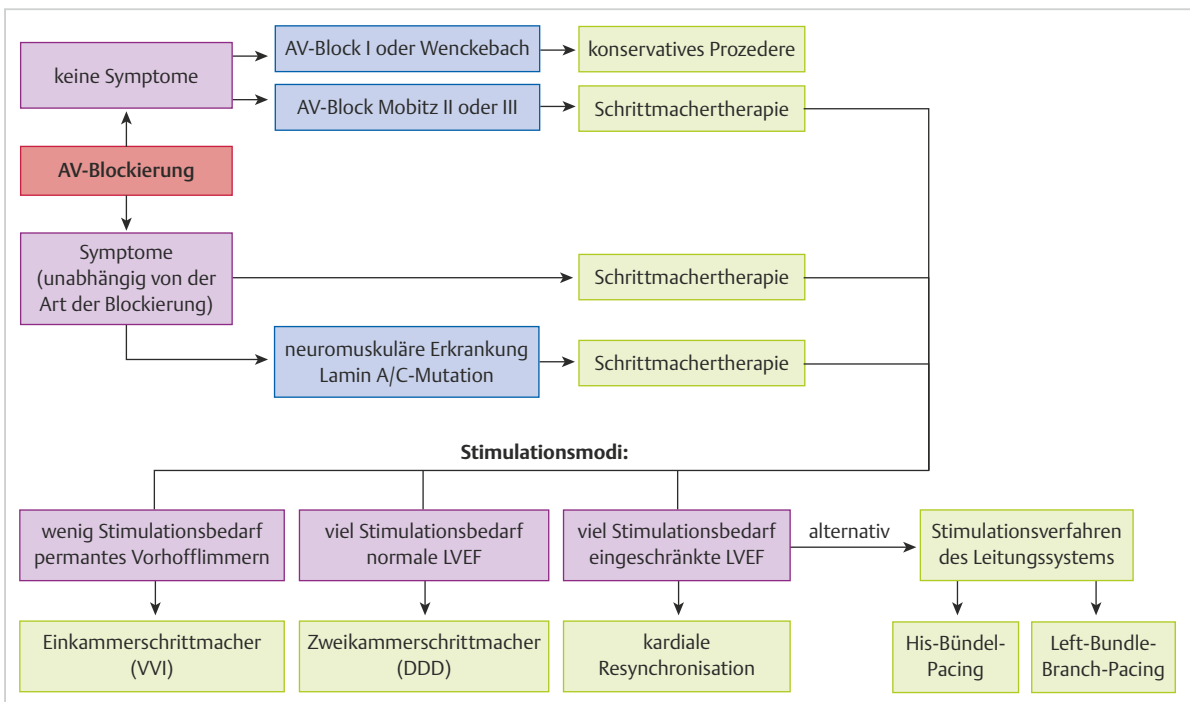 AV-Block I oder Wenckebach
konservatives Prozedere
keine Symptome
AV-Block Mobitz II oder III
Schrittmachertherapie
AV-Blockierung
Symptome
(unabhängig von der
Art der Blockierung)
Schrittmachertherapie
neuromuskuläre Erkrankung
Lamin A/C-Mutation
Schrittmachertherapie
Stimulationsmodi:
wenig Stimulationsbedarf
permantes Vorhofflimmern
viel Stimulationsbedarf
normale LVEF
viel Stimulationsbedarf
eingeschränkte LVEF
alternativ
Stimulationsverfahren
des Leitungssystems
Einkammerschrittmacher
(VVI)
Zweikammerschrittmacher
(DDD)
kardiale
Resynchronisation
His-Bündel-
Pacing
Left-Bundle-
Branch-Pacing